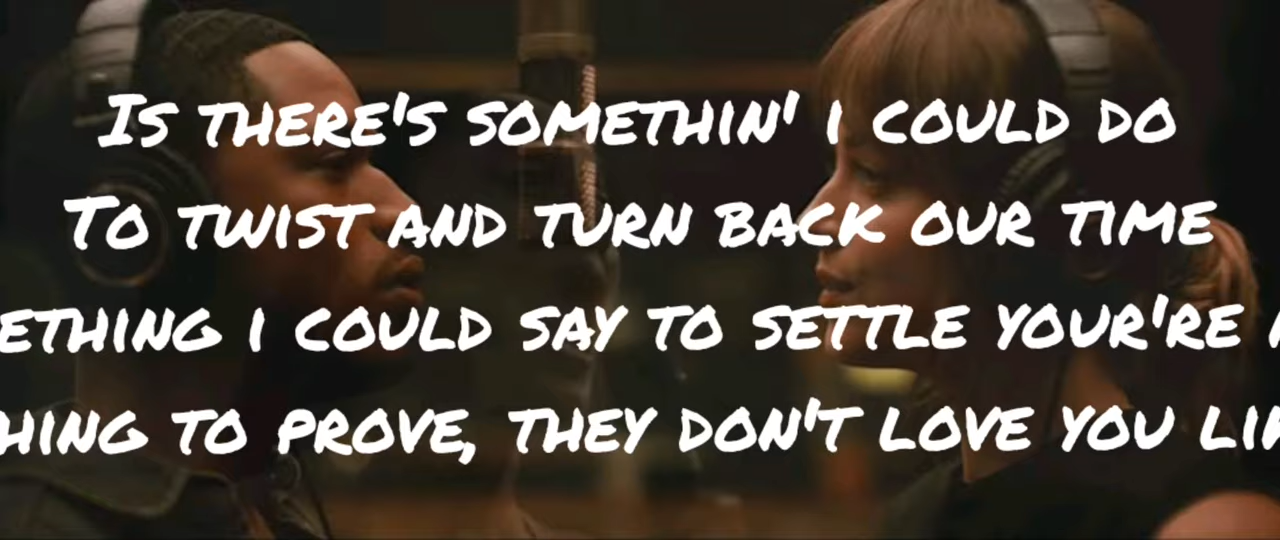 Is there's somethin' I could do
To twist and turn back our time
ething I could say to settle your're
hing to prove, they don't love you li